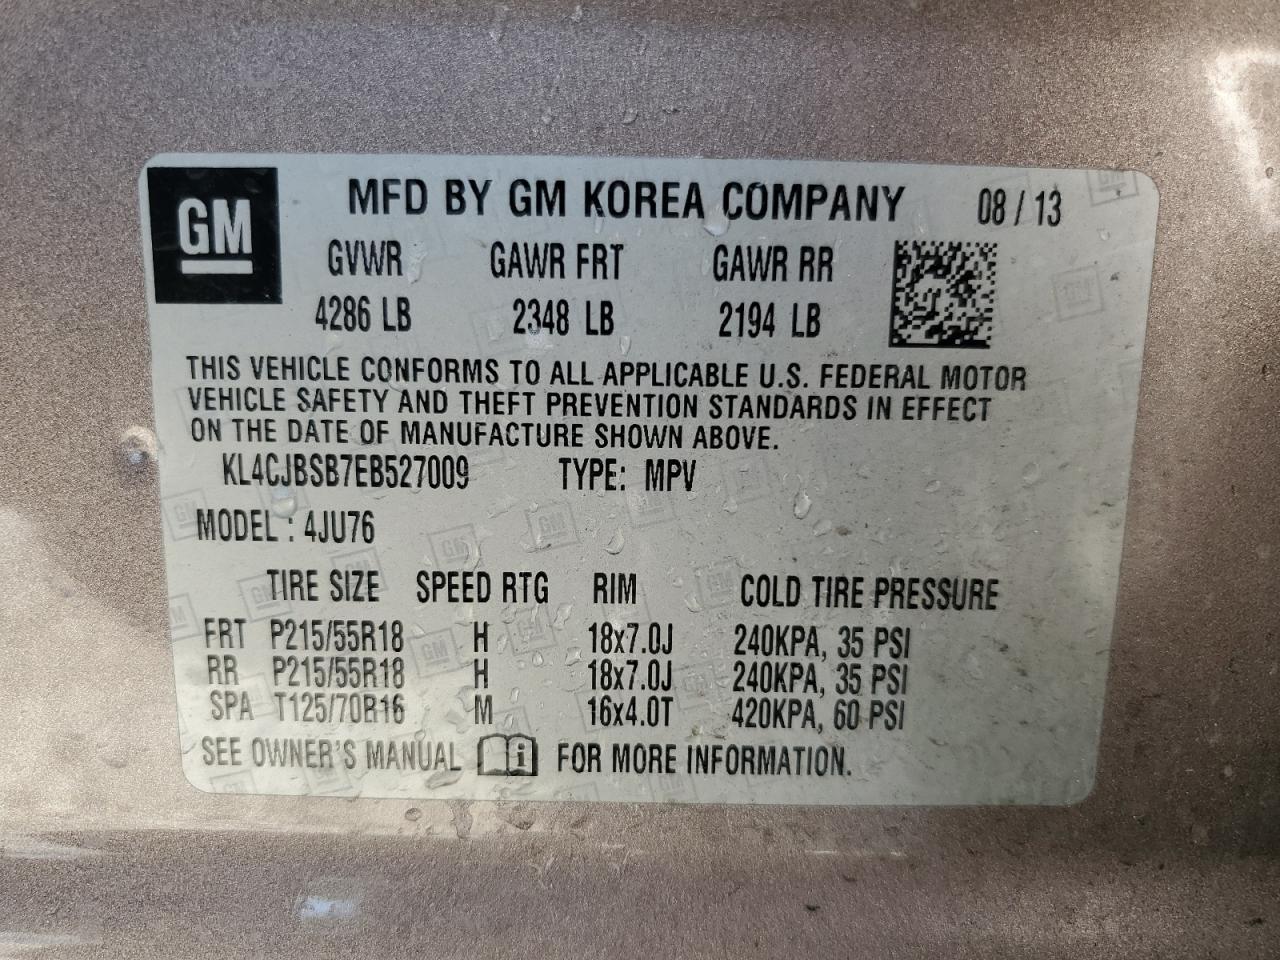 GM
MFD BY GM KOREA COMPANY 08 / 13
GVWR GAWR FRT GAWR RR
4286 LB 2348 LB 2194 LB
THIS VEHICLE CONFORMS TO ALL APPLICABLE U.S. FEDERAL MOTOR
VEHICLE SAFETY AND THEFT PREVENTION STANDARDS IN EFFECT
ON THE DATE OF MANUFACTURE SHOWN ABOVE.
KL4CJBSB7EB527009 TYPE: MPV
MODEL : 4JU76
TIRE SIZE SPEED RTG RIM COLD TIRE PRESSURE
FRT P215/55R18 H 18x7.0J 240KPA, 35 PSI
RR P215/55R18 H 18x7.0J 240KPA, 35 PSI
SPA T125/70R16 M 16x4.0T 420KPA, 60 PSI
SEE OWNER'S MANUAL i FOR MORE INFORMATION.